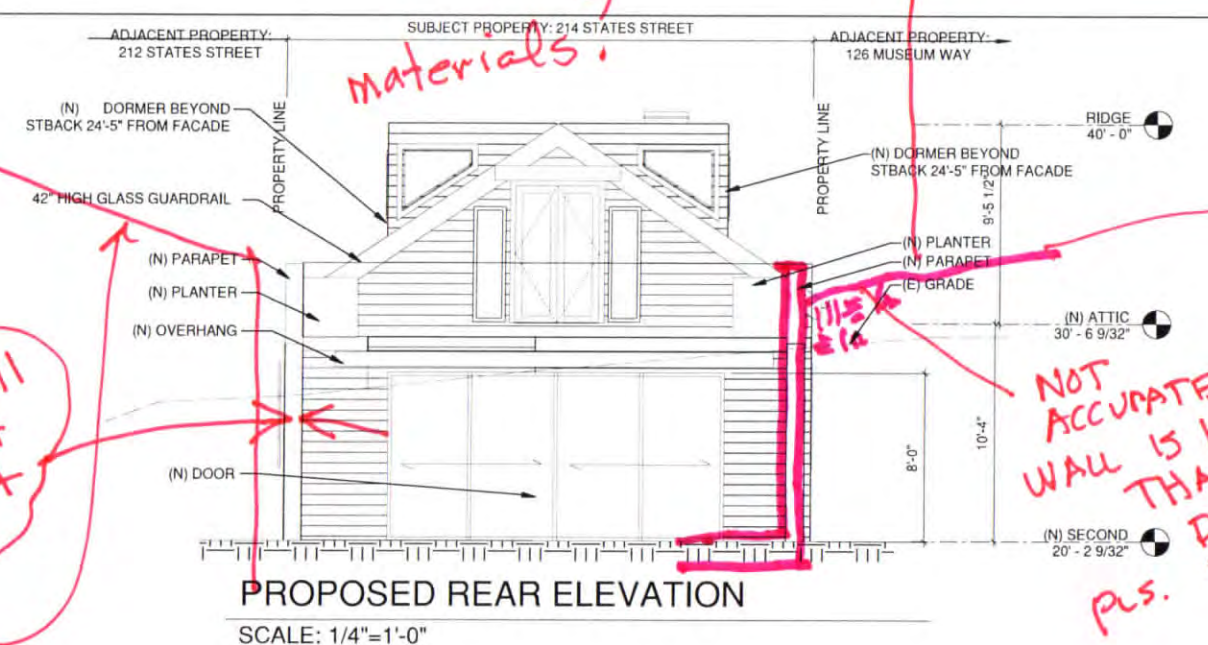 SUBJECT PROPERTY: 214 STATES STREET
ADJACENT PROPERTY:
212 STATES STREET
ADJACENT PROPERTY:
126 MUSEUM WAY
materials.
(N) DORMER BEYOND
STBACK 24'-5" FROM FACADE
PROPERTY LINE
PROPERTY LINE
RIDGE
40' - 0"
(N) DORMER BEYOND
STBACK 24'-5" FROM FACADE
9'-5 1/2"
42" HIGH GLASS GUARDRAIL
(N) PARAPET
(N) PLANTER
(N) OVERHANG
(N) PLANTER
(N) PARAPET
(E) GRADE
(N) ATTIC
30' - 6 9/32"
NOT
ACCURATE
WALL IS
10'-4"
8'-0"
(N) DOOR
(N) SECOND
20' - 2 9/32"
pls.
PROPOSED REAR ELEVATION
SCALE: 1/4"=1'-0"